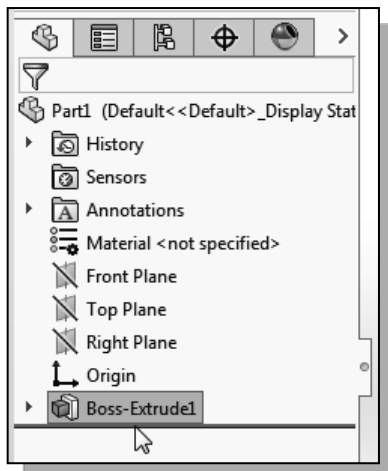 Part1 (Default<<Default>_Display Stat
History
Sensors
A Annotations
Material <not specified>
Front Plane
Top Plane
Right Plane
Origin
Boss-Extrude1